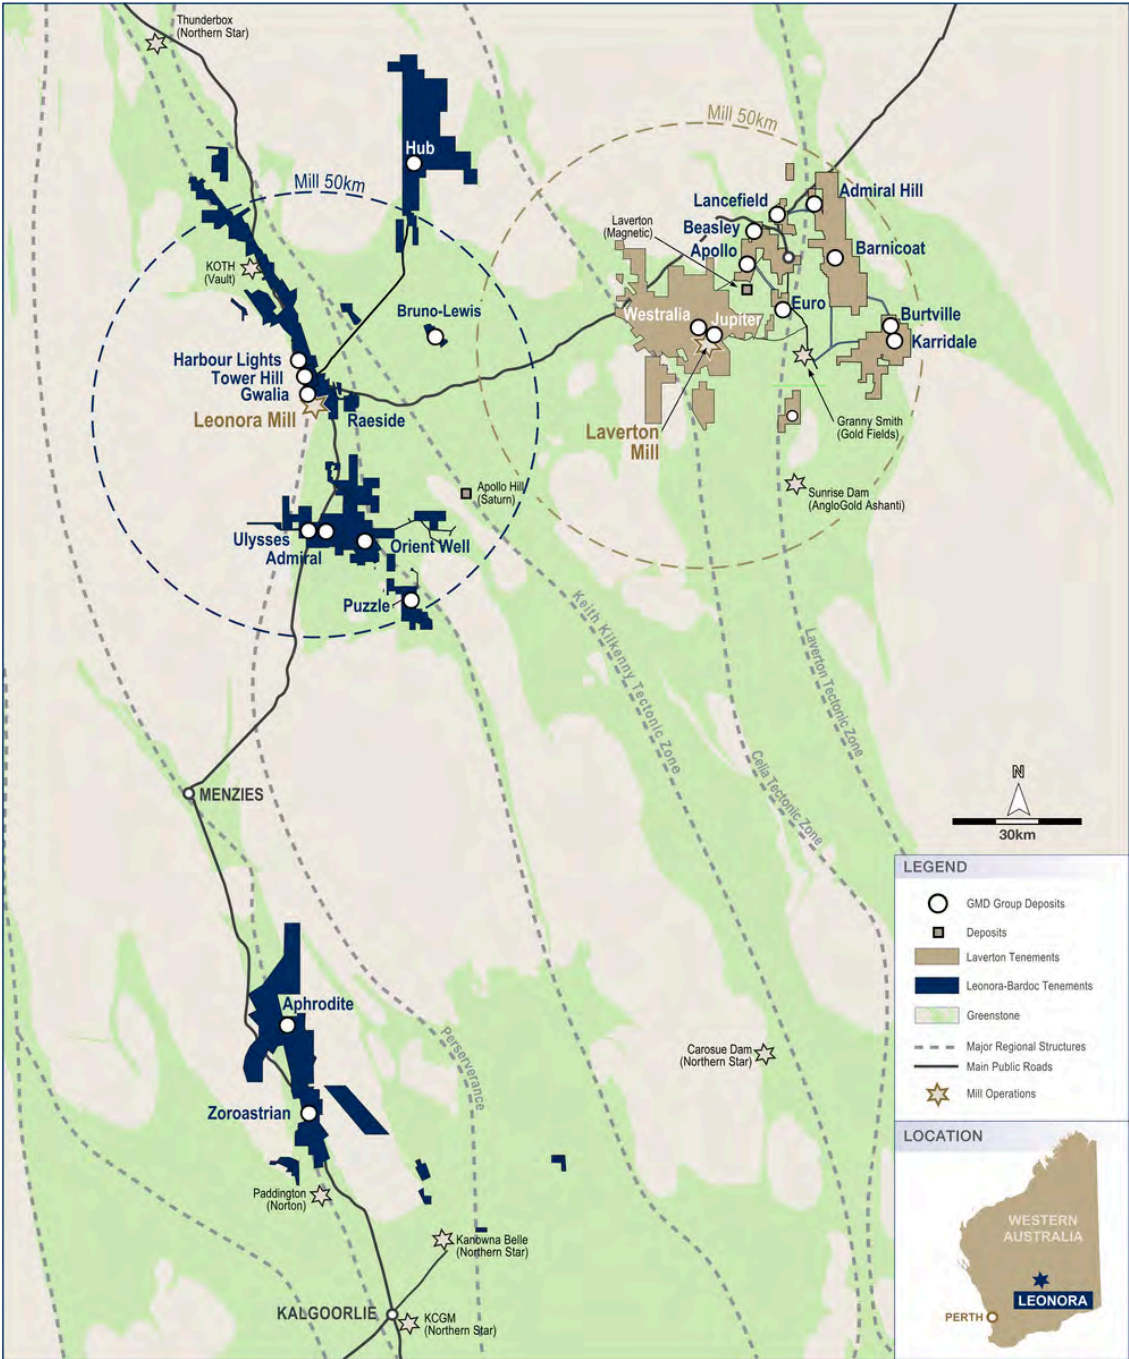 Thunderbox
(Northern Star)
Mill 50km
Hub
Mill 50km
Lancefield
Admiral Hill
Laverton
(Magnetic)
Beasley
Apollo
Barnicoat
KOTH
(Vault)
Bruno-Lewis
Westralia
Jupiter
Euro
Burtville
Karridale
Harbour Lights
Tower Hill
Gwalia
Leonora Mill
Raeside
Laverton
Mill
Granny Smith
(Gold Fields)
Apollo Hill
(Saturn)
Sunrise Dam
(AngloGold Ashanti)
Ulysses
Admiral
Orient Well
Puzzle
Keith Kilkenny Tectonic Zone
Laverton Tectonic Zone
Celia Tectonic Zone
MENZIES
N
30km
LEGEND
GMD Group Deposits
Deposits
Laverton Tenements
Leonora-Bardoc Tenements
Greenstone
Major Regional Structures
Main Public Roads
Mill Operations
Aphrodite
Perserverance
Carosue Dam
(Northern Star)
Zoroastrian
Paddington
(Norton)
Kanowna Belle
(Northern Star)
KALGOORLIE
KCGM
(Northern Star)
LOCATION
WESTERN
AUSTRALIA
LEONORA
PERTH